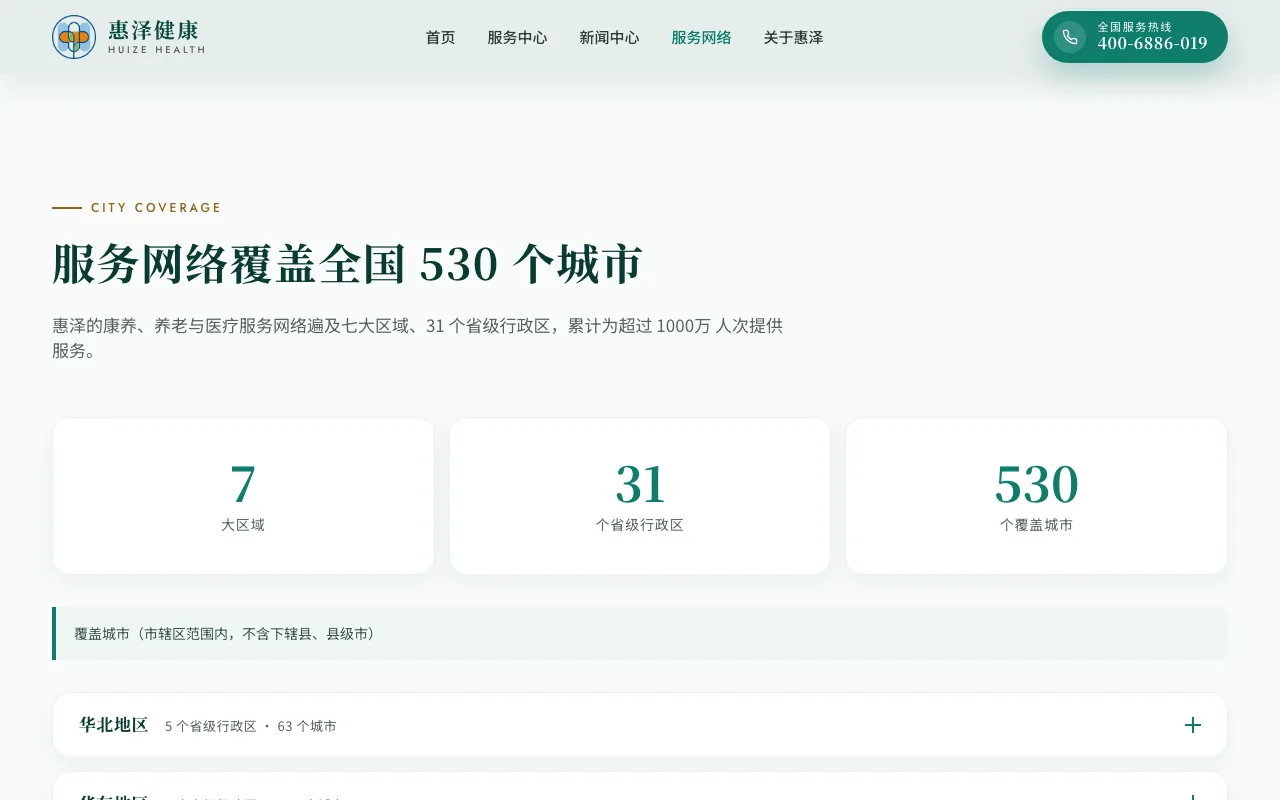 惠泽健康
HUIZE HEALTH
首页
服务中心
新闻中心
服务网络
关于惠泽
全国服务热线
400-6886-019
CITY COVERAGE
服务网络覆盖全国 530 个城市
惠泽的康养、养老与医疗服务网络遍及七大区域、31 个省级行政区，累计为超过 1000万 人次提供
服务。
7
大区域
31
个省级行政区
530
个覆盖城市
覆盖城市（市辖区范围内，不含下辖县、县级市）
华北地区
5 个省级行政区 · 63 个城市